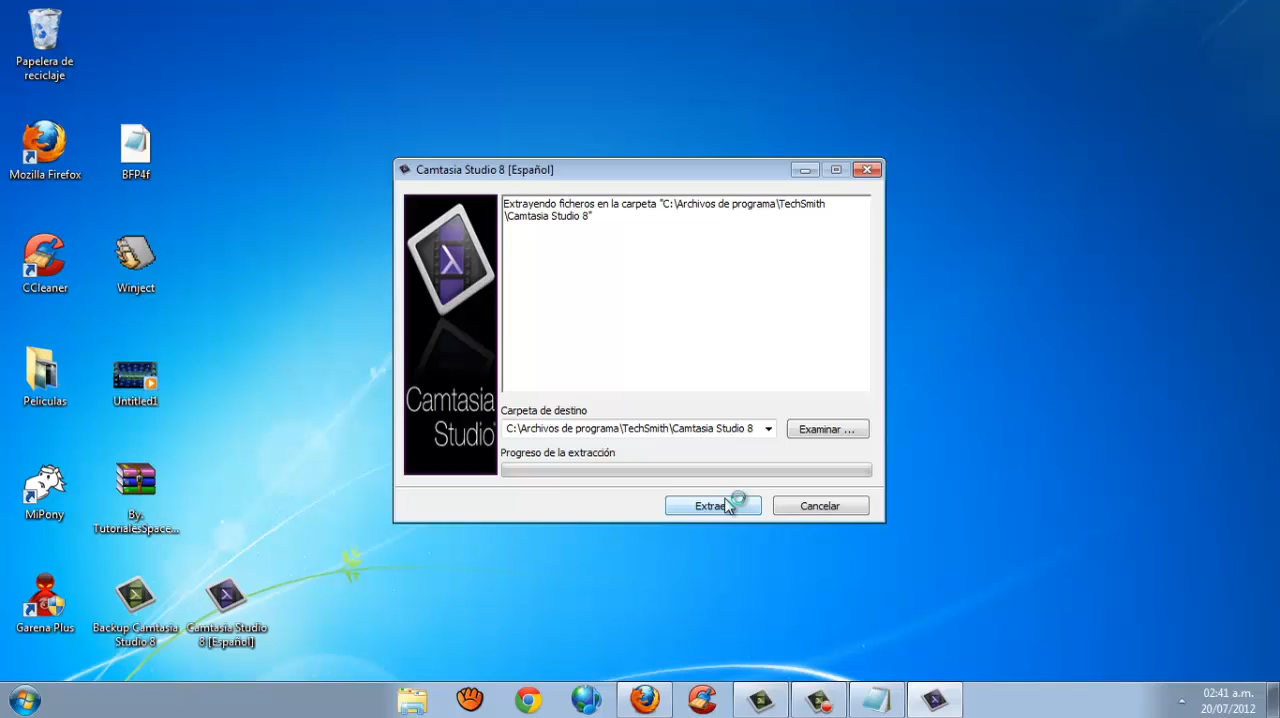 Papelera de
reciclaje
Mozilla Firefox
BFP4f
CCleaner
Winject
Peliculas
Untitled1
MiPony
By.
TutorialesSpace...
Garena Plus
Backup Camtasia
Studio 8
Camtasia Studio
8 [Español]
Camtasia Studio 8 [Español]
Extrayendo ficheros en la carpeta "C:\Archivos de programa\TechSmith
\Camtasia Studio 8"
Camtasia
Studio
Carpeta de destino
C:\Archivos de programa\TechSmith\Camtasia Studio 8
Examinar ...
Progreso de la extracción
Extrae
Cancelar
02:41 a.m.
20/07/2012